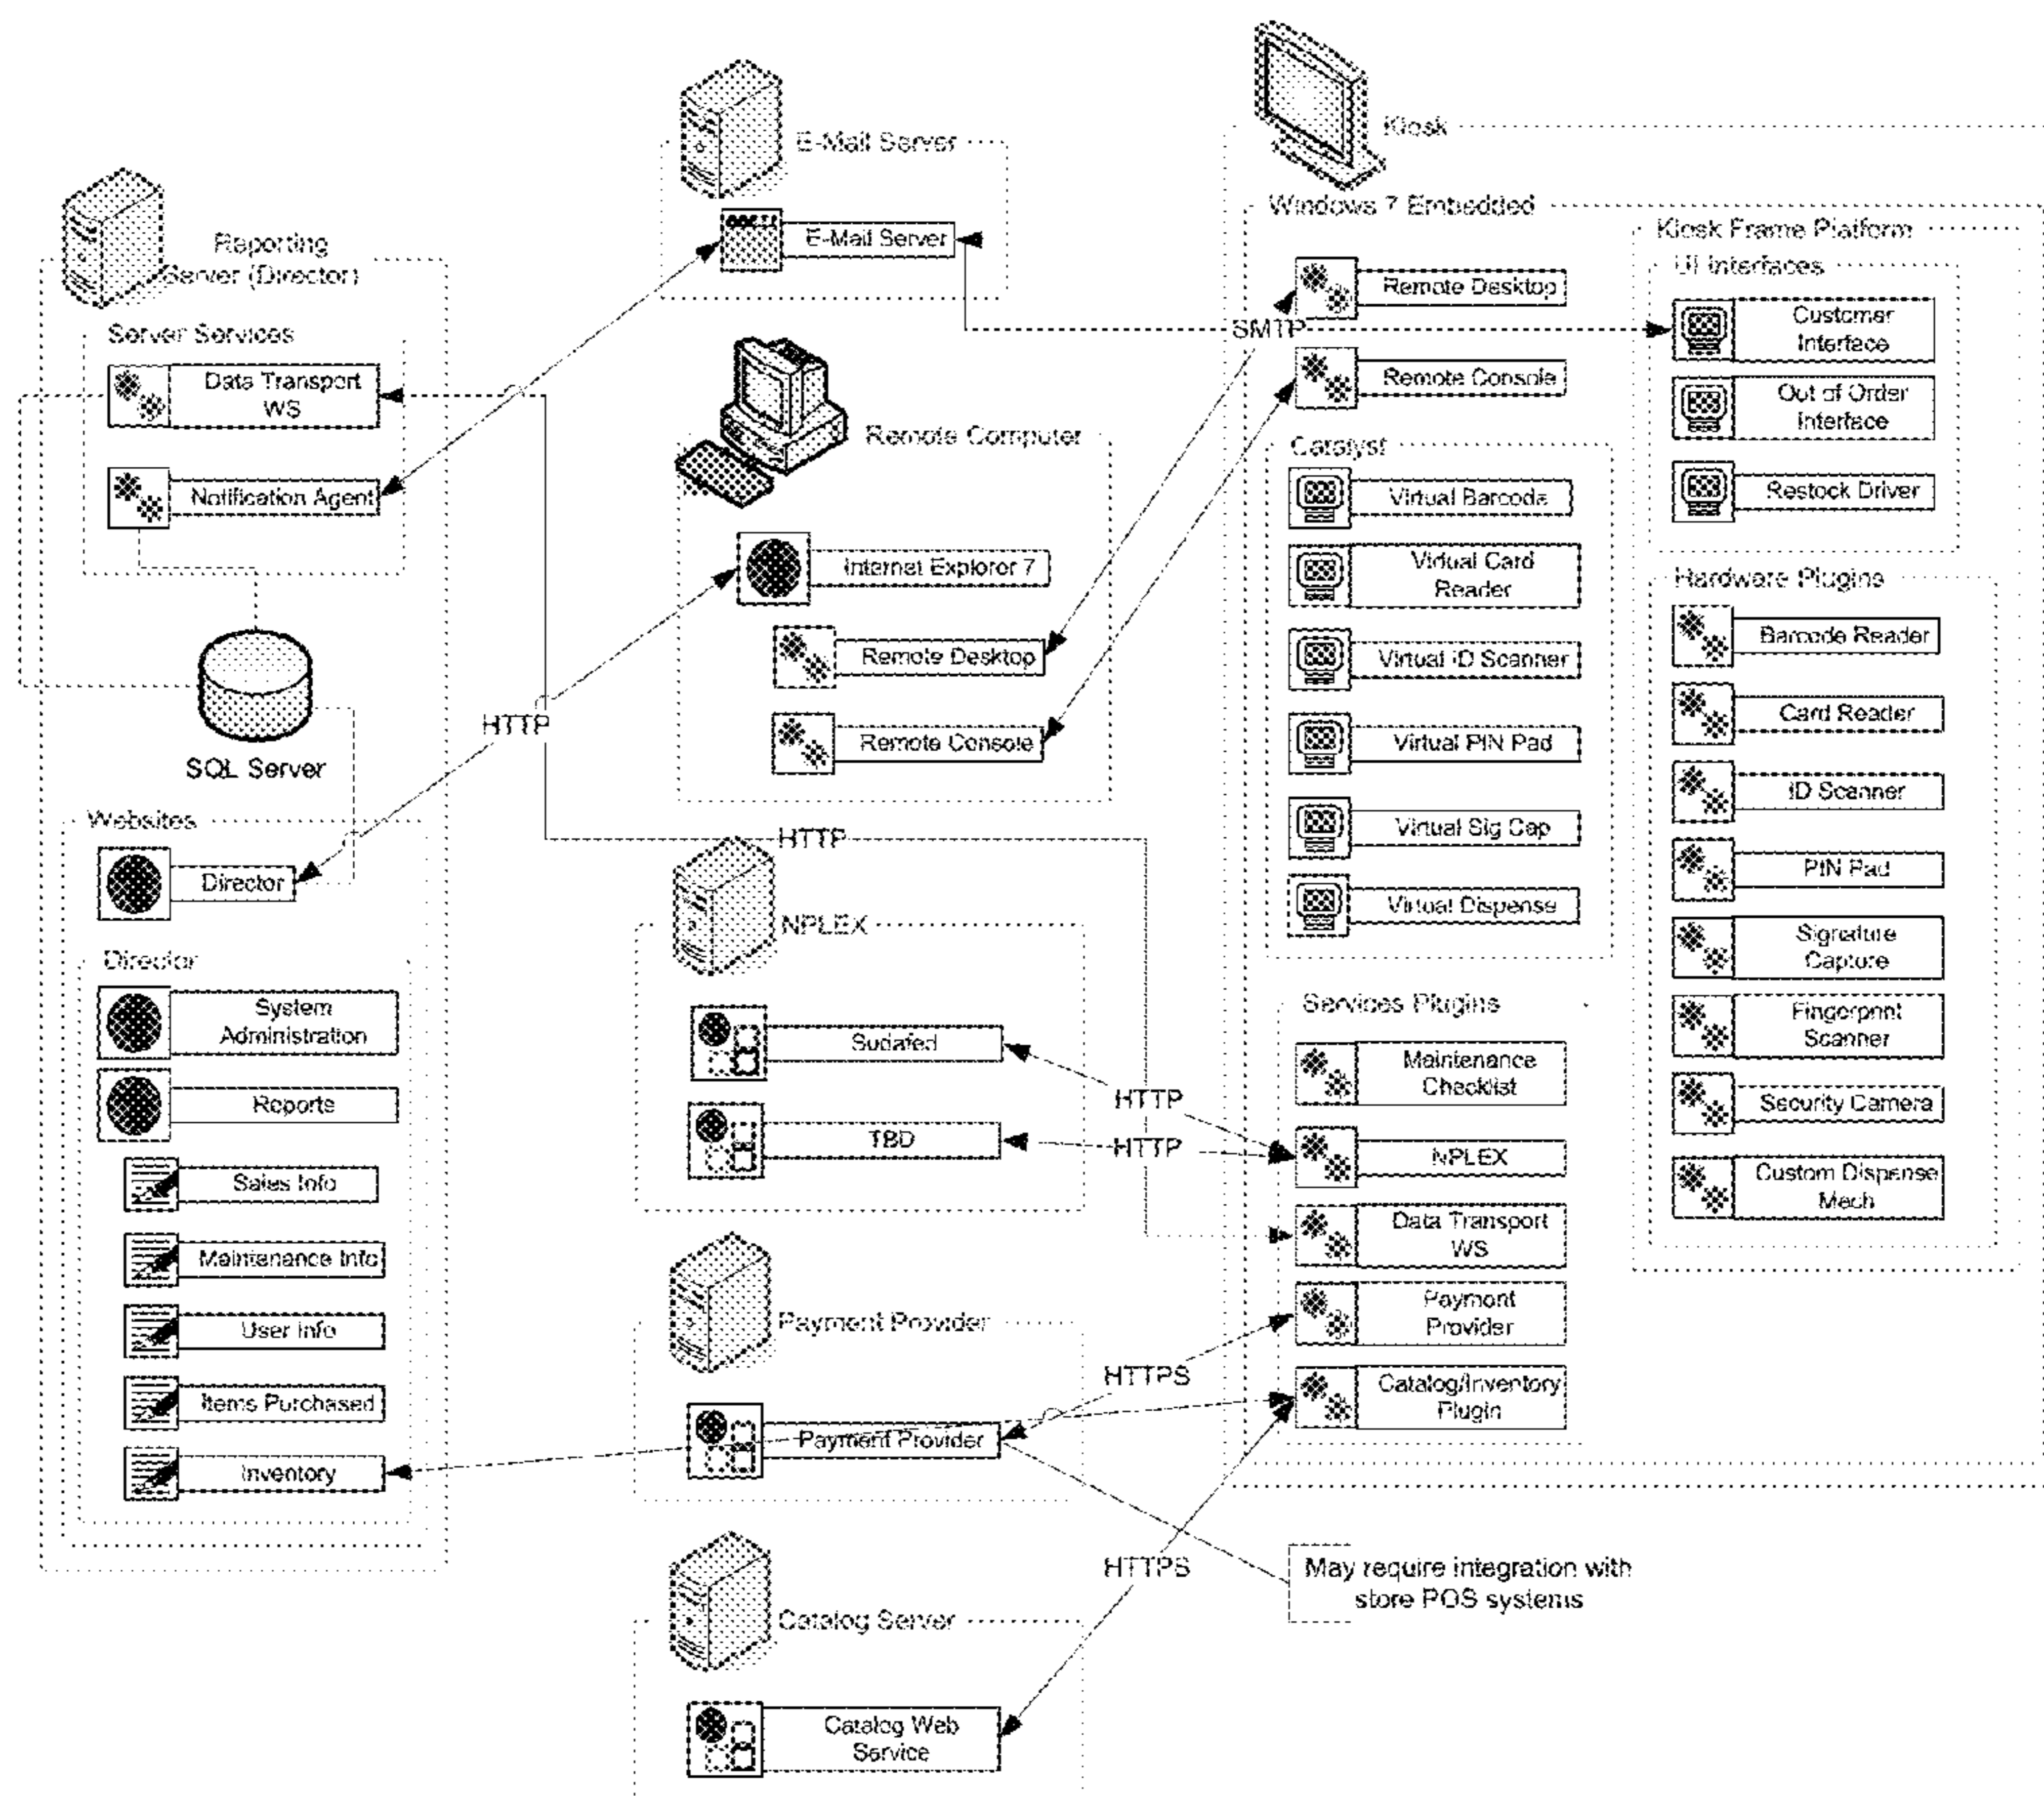 Reporting
Server (Director)
Server Services
Data Transport
WS
Notification Agent
SQL Server
Websites
Director
Director
System
Administration
Reports
Sales Info
Maintenance Info
User Info
Items Purchased
Inventory
E-Mail Server
E-Mail Server
Remote Computer
Internet Explorer 7
Remote Desktop
Remote Console
HTTP
HTTP
NPLEX
Sudafed
TBD
HTTP
HTTP
Payment Provider
Payment Provider
HTTPS
Catalog Server
Catalog Web
Service
HTTPS
May require integration with
store POS systems
Kiosk
Windows 7 Embedded
Remote Desktop
SMTP
Remote Console
Catalyst
Virtual Barcode
Virtual Card
Reader
Virtual ID Scanner
Virtual PIN Pad
Virtual Sig Cap
Virtual Dispense
Services Plugins
Maintenance
Checklist
NPLEX
Data Transport
WS
Payment
Provider
Catalog/Inventory
Plugin
Kiosk Frame Platform
UI Interfaces
Customer
Interface
Out of Order
Interface
Restock Driver
Hardware Plugins
Barcode Reader
Card Reader
ID Scanner
PIN Pad
Signature
Capture
Fingerprint
Scanner
Security Camera
Custom Dispense
Mech